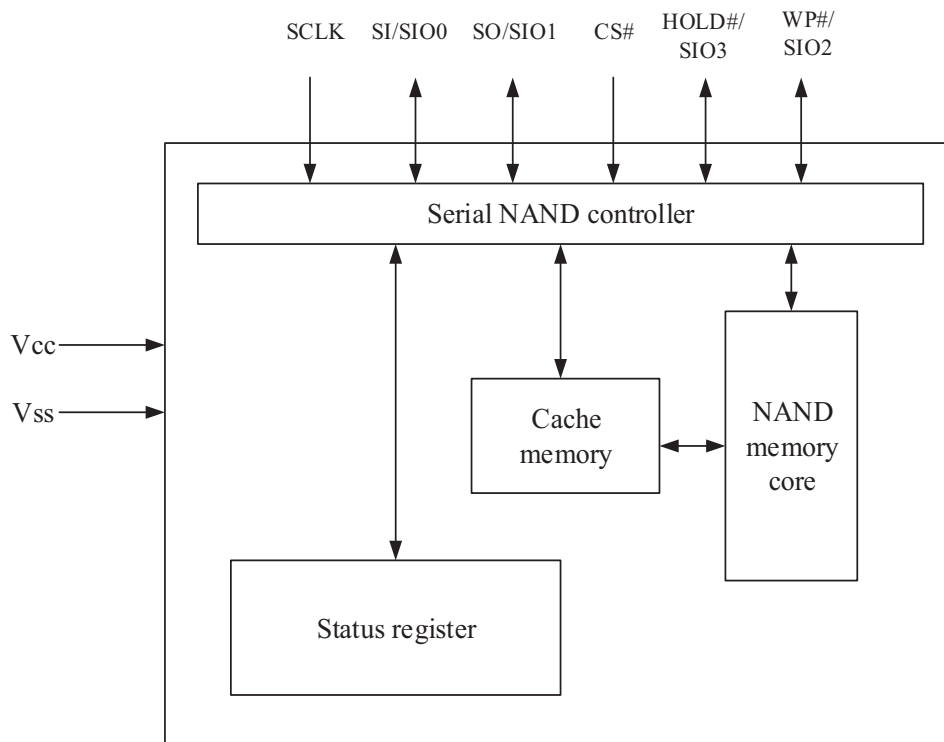 SCLK
SI/SIO0
SO/SIO1
CS#
HOLD#/
SIO3
WP#/
SIO2
Serial NAND controller
Vcc
Vss
Cache
memory
NAND
memory
core
Status register